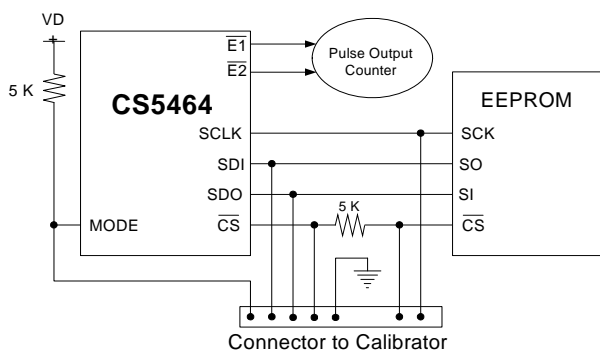 VD
5 K
CS5464
E1
E2
SCLK
SDI
SDO
CS
MODE
Pulse Output
Counter
EEPROM
SCK
SO
SI
CS
5 K
Connector to Calibrator